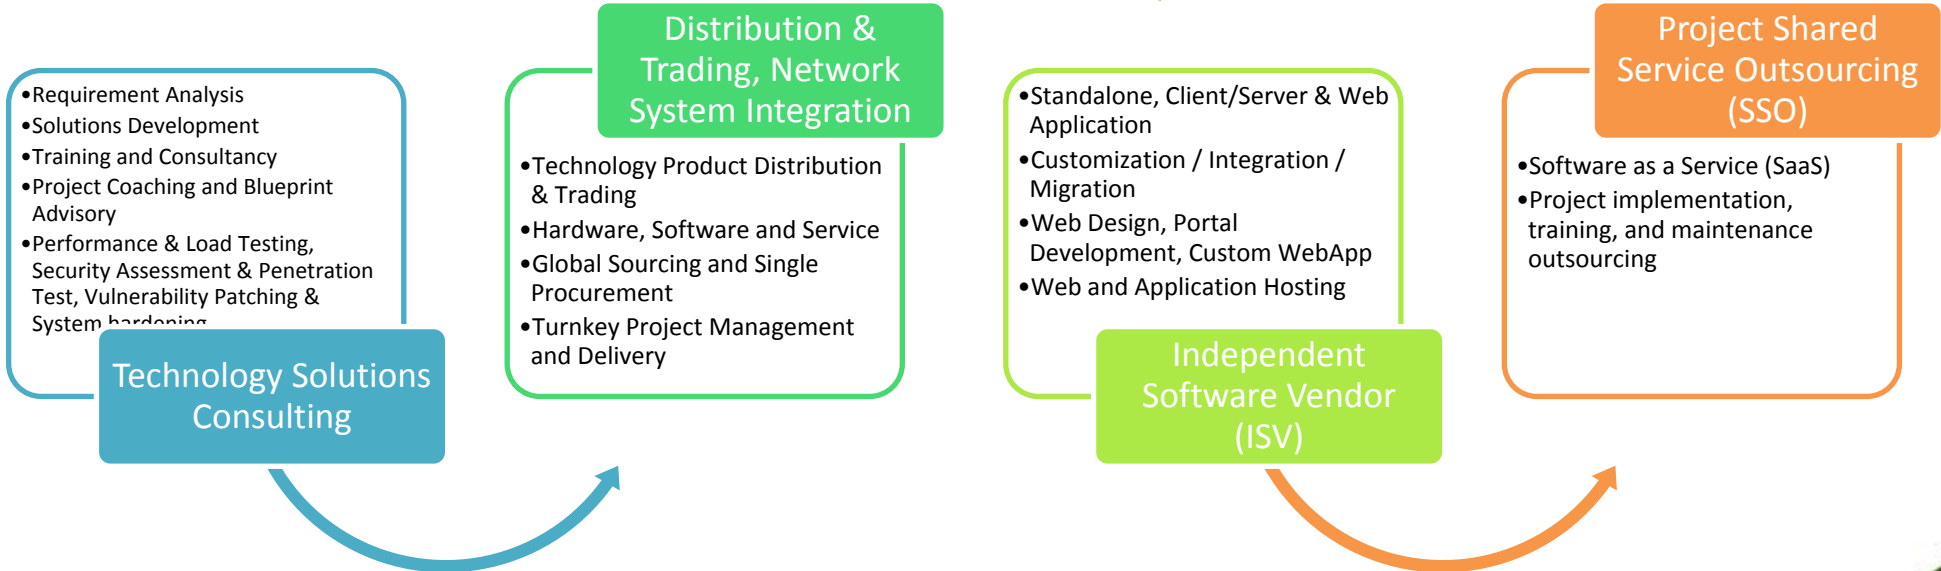 •Requirement Analysis
•Solutions Development
•Training and Consultancy
•Project Coaching and Blueprint
Advisory
•Performance & Load Testing,
Security Assessment & Penetration
Test, Vulnerability Patching &
System hardening
Technology Solutions
Consulting
Distribution &
Trading, Network
System Integration
•Technology Product Distribution
& Trading
•Hardware, Software and Service
•Global Sourcing and Single
Procurement
•Turnkey Project Management
and Delivery
•Standalone, Client/Server & Web
Application
•Customization / Integration /
Migration
•Web Design, Portal
Development, Custom WebApp
•Web and Application Hosting
Independent
Software Vendor
(ISV)
Project Shared
Service Outsourcing
(SSO)
•Software as a Service (SaaS)
•Project implementation,
training, and maintenance
outsourcing